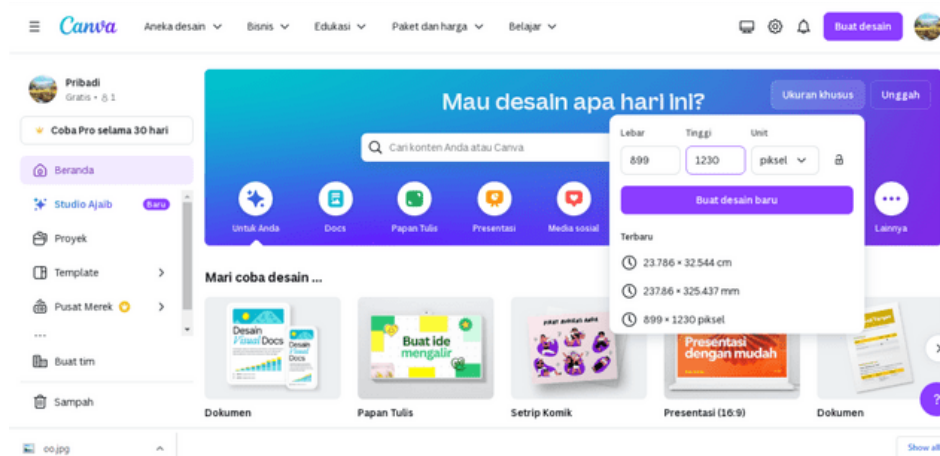 Canva
Aneka desain
Bisnis
Edukasi
Paket dan harga
Belajar
Buat desain
Pribadi
Gratis • 1
Coba Pro selama 30 hari
Beranda
Studio Ajaib
Baru
Proyek
Template
Pusat Merek
...
Buat tim
Sampah
Mau desain apa hari ini?
Ukuran khusus
Unggah
Cari konten Anda atau Canva
Untuk Anda
Docs
Papan Tulis
Presentasi
Media sosial
Lainnya
Lebar
Tinggi
Unit
899
1230
piksel
Buat desain baru
Terbaru
23.786 × 32.544 cm
237.86 × 325.437 mm
899 × 1230 piksel
Mari coba desain ...
Desain
Visual Docs
Desain
Visual
Docs
Buat ide
mengalir
Presentasi
dengan mudah
Dokumen
Papan Tulis
Setrip Komik
Presentasi (16:9)
Dokumen
?
oo.jpg
Show all